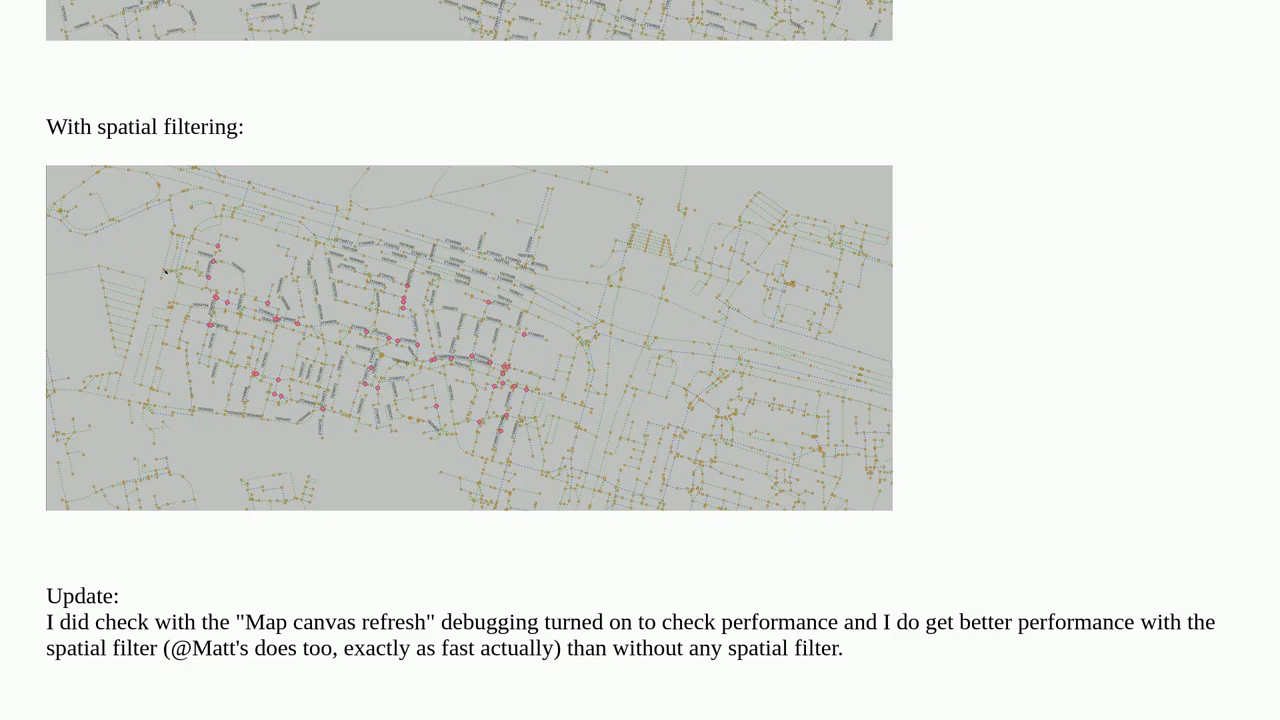 With spatial filtering:
Update:
I did check with the "Map canvas refresh" debugging turned on to check performance and I do get better performance with the
spatial filter (@Matt's does too, exactly as fast actually) than without any spatial filter.